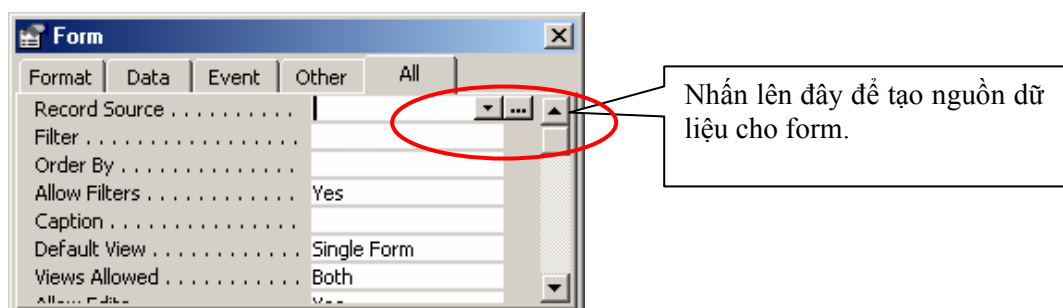 Form
Format Data Event Other All
Record Source . . . . . . . . . . ...
Filter . . . . . . . . . . . . . . . . . .
Order By . . . . . . . . . . . . . . .
Allow Filters . . . . . . . . . . . . Yes
Caption . . . . . . . . . . . . . . . .
Default View . . . . . . . . . . . . Single Form
Views Allowed . . . . . . . . . . . Both
Nhấn lên đây để tạo nguồn dữ
liệu cho form.